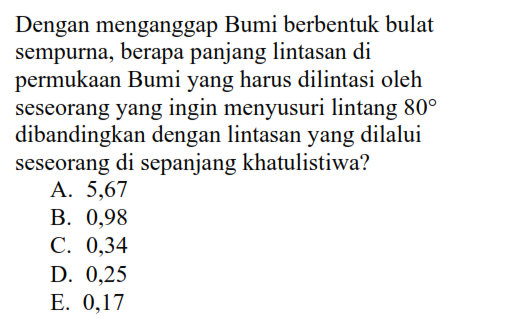 Dengan menganggap Bumi berbentuk bulat
sempurna, berapa panjang lintasan di
permukaan Bumi yang harus dilintasi oleh
seseorang yang ingin menyusuri lintang 80°
dibandingkan dengan lintasan yang dilalui
seseorang di sepanjang khatulistiwa?
A. 5,67
B. 0,98
C. 0,34
D. 0,25
E. 0,17